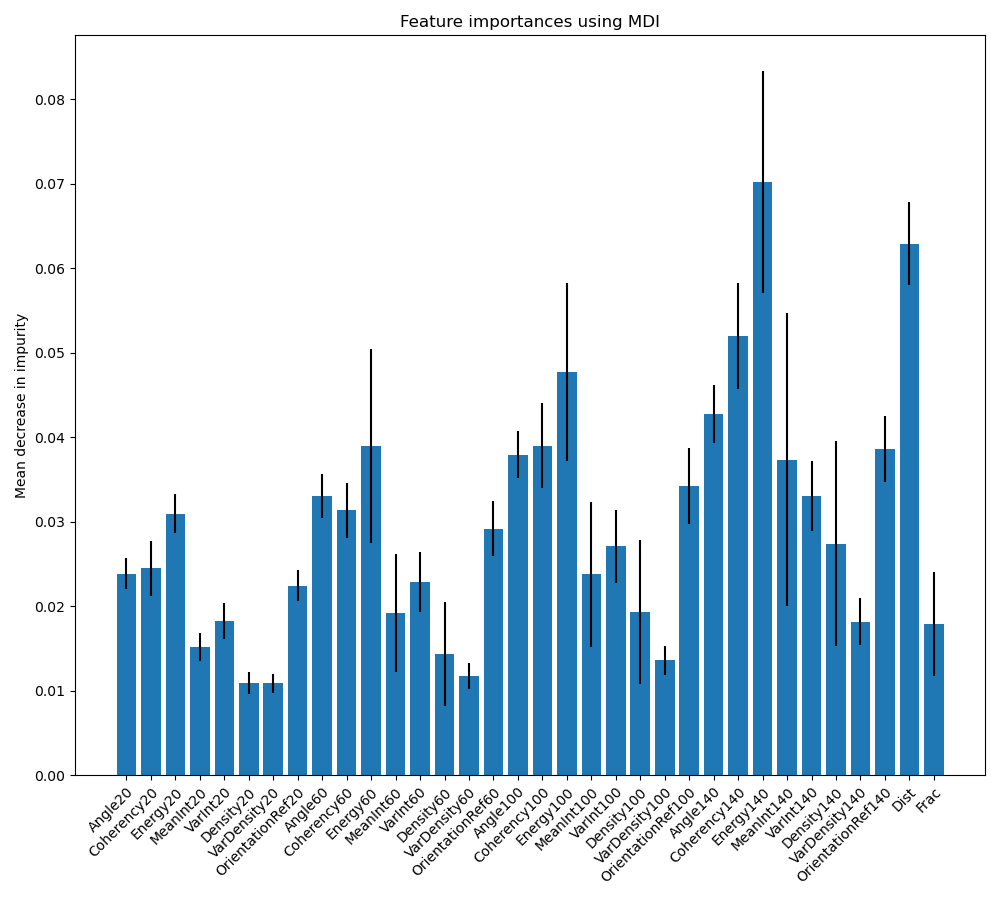 Feature importances using MDI
Mean decrease in impurity
0.08
0.07
0.06
0.05
0.04
0.03
0.02
0.01
0.00
Angle20
Coherency20
Energy20
MeanInt20
VarInt20
Density20
VarDensity20
OrientationRef20
Angle60
Coherency60
Energy60
MeanInt60
VarInt60
Density60
VarDensity60
OrientationRef60
Angle100
Coherency100
Energy100
MeanInt100
VarInt100
Density100
VarDensity100
OrientationRef100
Angle140
Coherency140
Energy140
MeanInt140
VarInt140
Density140
VarDensity140
OrientationRef140
Dist
Frac